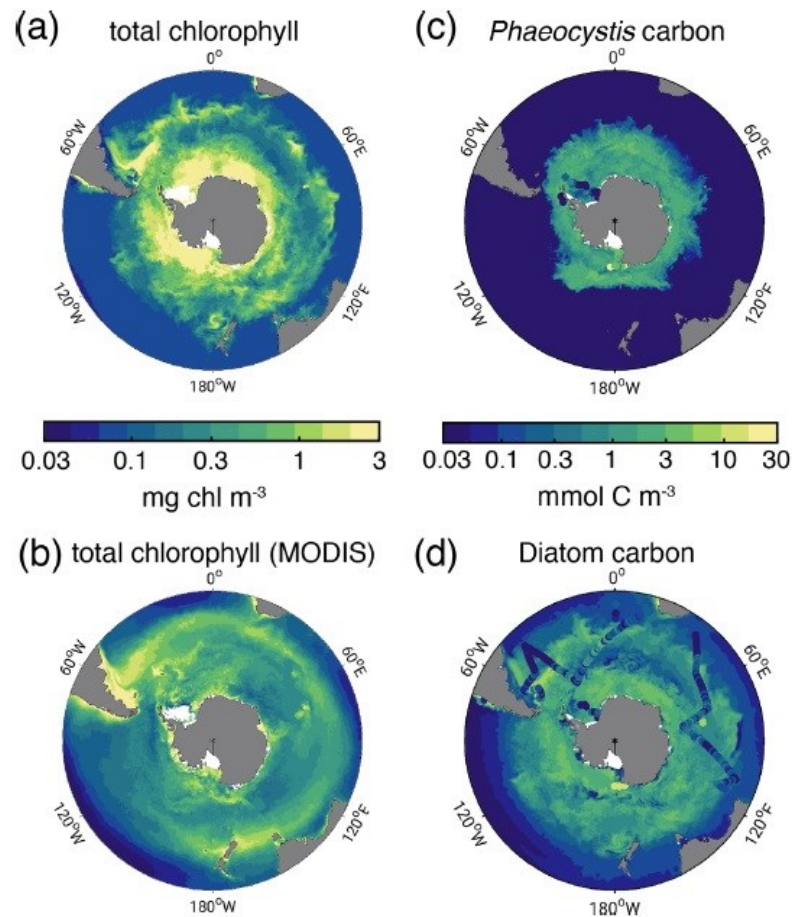 (a) total chlorophyll
0°
60°W
60°E
120°W
120°E
180°W
0.03 0.1 0.3 1 3
mg chl m⁻³
(c) Phaeocystis carbon
0°
60°W
60°E
120°W
120°E
180°W
0.03 0.1 0.3 1 3 10 30
mmol C m⁻³
(b) total chlorophyll (MODIS)
0°
60°W
60°E
120°W
120°E
180°W
(d) Diatom carbon
0°
60°W
60°E
120°W
120°E
180°W